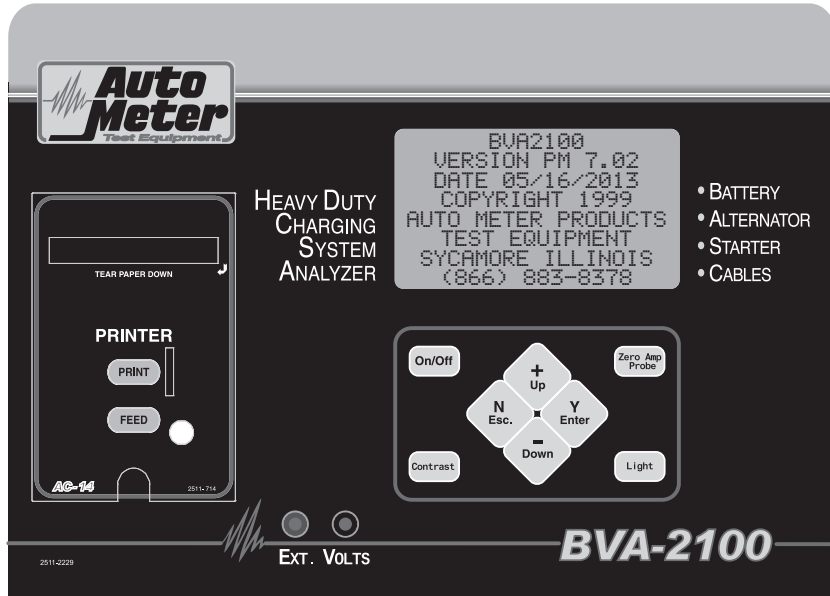 Auto
Meter
Test Equipment
HEAVY DUTY
CHARGING
SYSTEM
ANALYZER
BVA2100
VERSION PM 7.02
DATE 05/16/2013
COPYRIGHT 1999
AUTO METER PRODUCTS
TEST EQUIPMENT
SYCAMORE ILLINOIS
(866) 883-8378
• BATTERY
• ALTERNATOR
• STARTER
• CABLES
TEAR PAPER DOWN
PRINTER
PRINT
FEED
AC-14
2511-714
On/Off
+
Up
Zero Amp
Probe
N
Esc.
Y
Enter
Contrast
-
Down
Light
EXT. VOLTS
BVA-2100
2511-2229